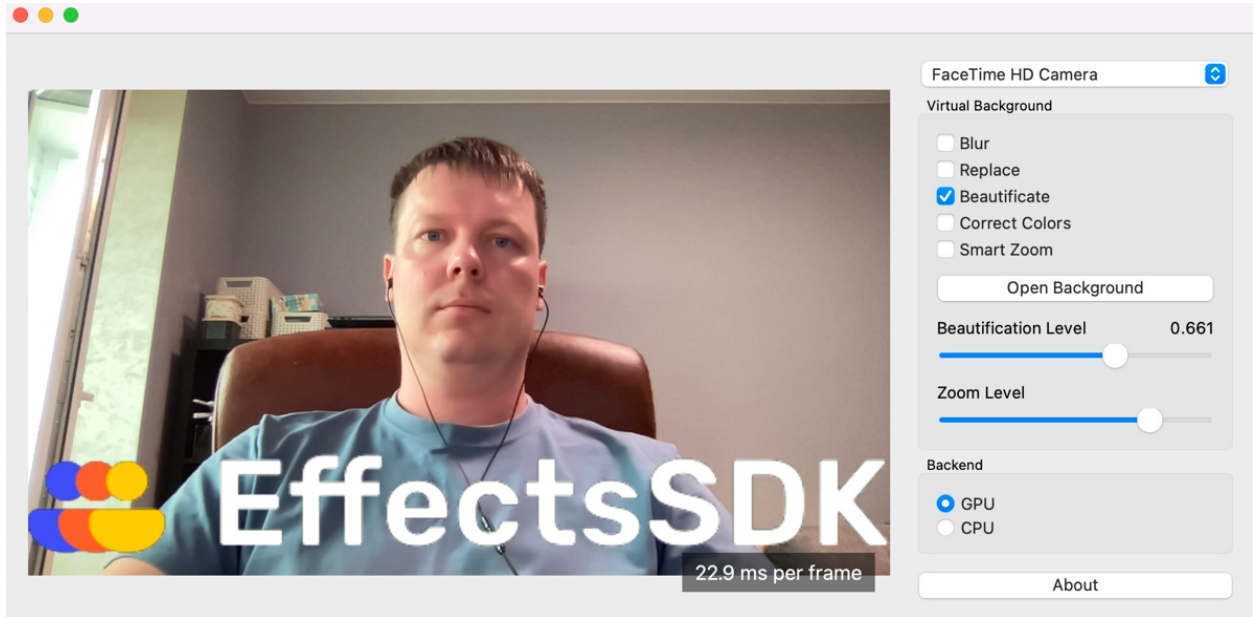 FaceTime HD Camera
Virtual Background
Blur
Replace
Beautificate
Correct Colors
Smart Zoom
Open Background
Beautification Level 0.661
Zoom Level
Backend
GPU
CPU
About
EffectsSDK
22.9 ms per frame